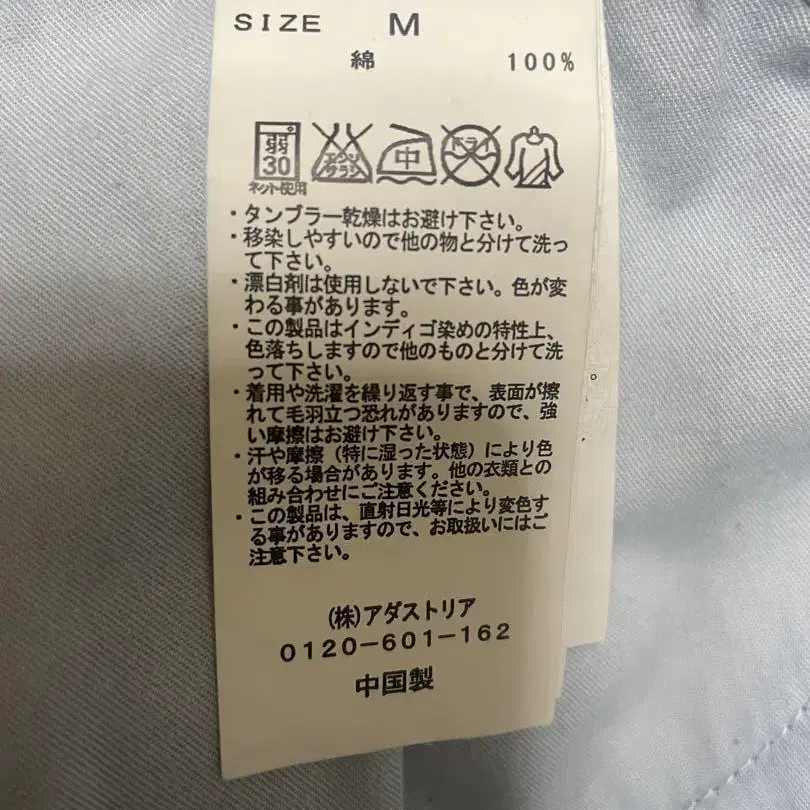 SIZE M
綿 100%
弱
30
ネット使用
エンソ
サラシ
中
ドライ
・タンブラー乾燥はお避け下さい。
・移染しやすいので他の物と分けて洗っ
て下さい。
・漂白剤は使用しないで下さい。色が変
わる事があります。
・この製品はインディゴ染めの特性上、
色落ちしますので他のものと分けて洗
って下さい。
・着用や洗濯を繰り返す事で、表面が擦
れて毛羽立つ恐れがありますので、強
い摩擦はお避け下さい。
・汗や摩擦（特に湿った状態）により色
が移る場合があります。他の衣類との
組み合わせにご注意ください。
・この製品は、直射日光等により変色す
る事がありますので、お取扱いにはご
注意下さい。
。
(株)アダストリア
0120-601-162
中国製